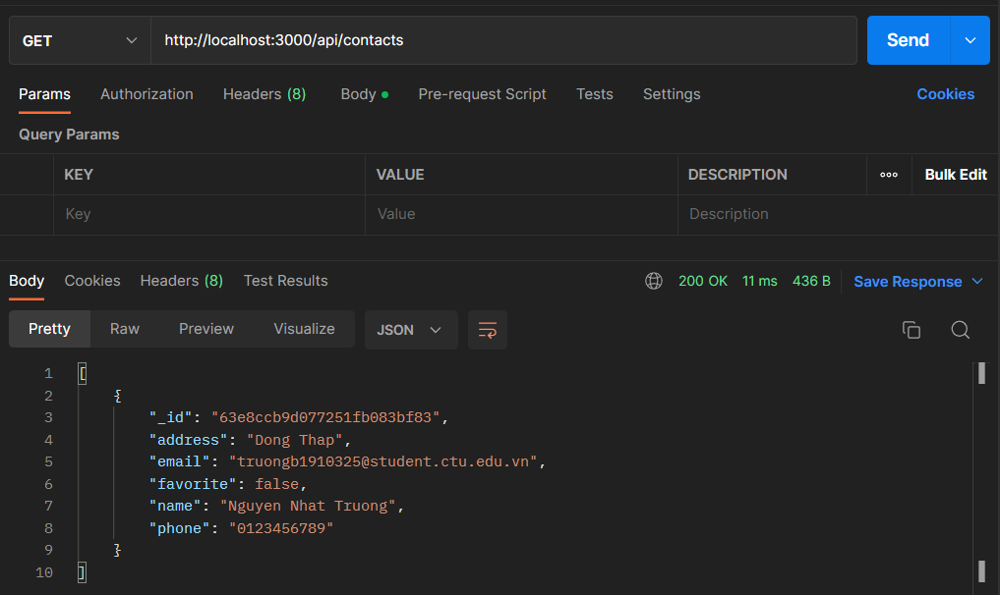 GET http://localhost:3000/api/contacts Send
Params Authorization Headers (8) Body Pre-request Script Tests Settings Cookies
Query Params
KEY VALUE DESCRIPTION Bulk Edit
Key Value Description
Body Cookies Headers (8) Test Results 200 OK 11 ms 436 B Save Response
Pretty Raw Preview Visualize JSON
1 [
2 {
3 "_id": "63e8ccb9d077251fb083bf83",
4 "address": "Dong Thap",
5 "email": "truongb1910325@student.ctu.edu.vn",
6 "favorite": false,
7 "name": "Nguyen Nhat Truong",
8 "phone": "0123456789"
9 }
10 ]